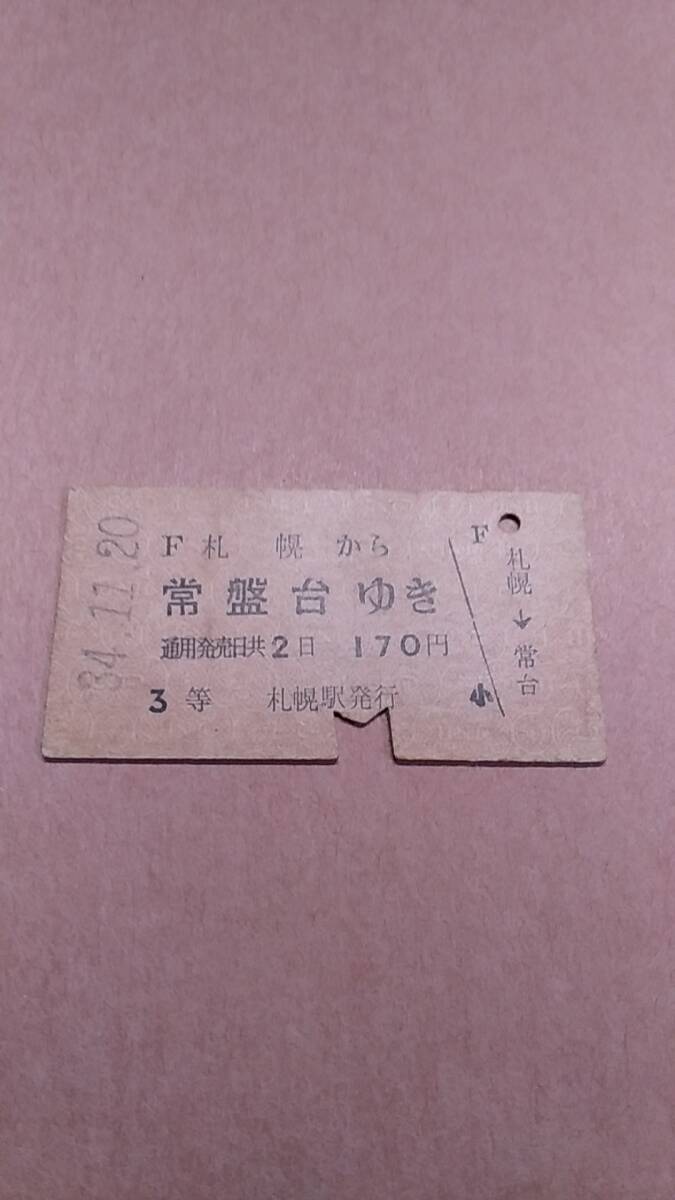 34.11.20
F 札 幌 から
常盤台ゆき
通用発売日共2日 170円
3等 札幌駅発行
F
小
札幌→常台